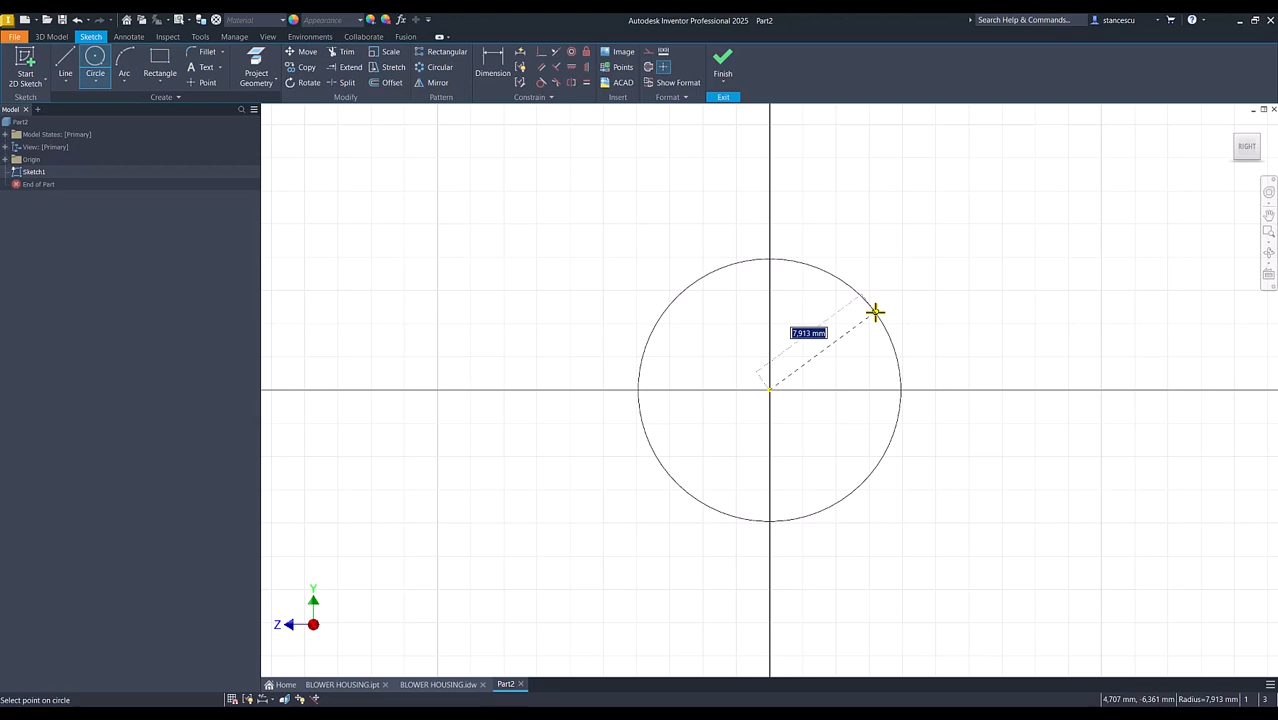 Material
Appearance
Autodesk Inventor Professional 2025 Part2
Search Help & Commands...
stancescu
File
3D Model
Sketch
Annotate
Inspect
Tools
Manage
View
Environments
Collaborate
Fusion
Start
2D Sketch
Line
Circle
Arc
Rectangle
Fillet
Text
Point
Project
Geometry
Move
Copy
Rotate
Trim
Extend
Split
Scale
Stretch
Offset
Rectangular
Circular
Mirror
Dimension
Image
Points
ACAD
Show Format
Finish
Sketch
Create
Modify
Pattern
Constrain
Insert
Format
Exit
Model
Part2
Model States: [Primary]
View: [Primary]
Origin
Sketch1
End of Part
RIGHT
7,913 mm
Y
Z
Home
BLOWER HOUSING.ipt
BLOWER HOUSING.idw
Part2
Select point on circle
4,707 mm, -6,361 mm
Radius=7,913 mm
1
3